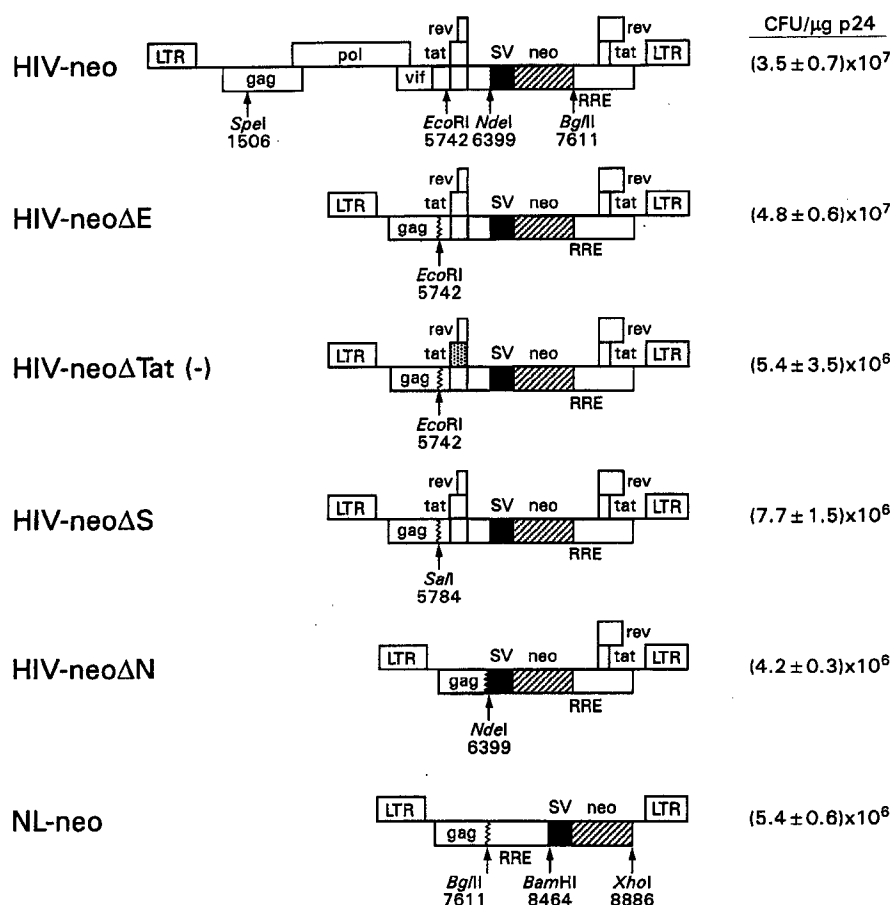 CFU/µg p24
HIV-neo
LTR gag pol vif tat rev SV neo RRE rev tat LTR
(3.5 ± 0.7)x10⁷
SpeI 1506
EcoRI 5742
NdeI 6399
BglII 7611
HIV-neoΔE
LTR gag tat rev SV neo RRE rev tat LTR
(4.8 ± 0.6)x10⁷
EcoRI 5742
HIV-neoΔTat (-)
LTR gag tat rev SV neo RRE rev tat LTR
(5.4 ± 3.5)x10⁶
EcoRI 5742
HIV-neoΔS
LTR gag tat rev SV neo RRE rev tat LTR
(7.7 ± 1.5)x10⁶
SalI 5784
HIV-neoΔN
LTR gag SV neo RRE rev tat LTR
(4.2 ± 0.3)x10⁶
NdeI 6399
NL-neo
LTR gag RRE SV neo LTR
(5.4 ± 0.6)x10⁶
BglII 7611
BamHI 8464
XhoI 8886